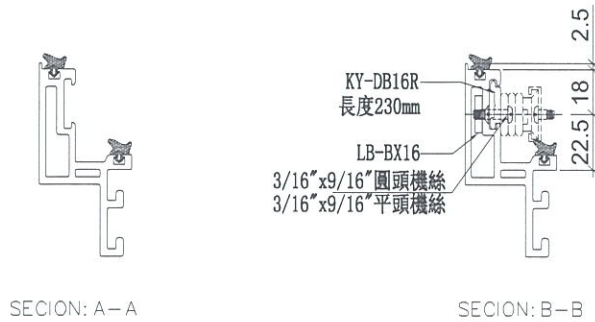 2.5
KY-DB16R
長度230mm
18
LB-BX16
22.5
3/16"x9/16"圓頭機絲
3/16"x9/16"平頭機絲
SECION: A-A
SECION: B-B